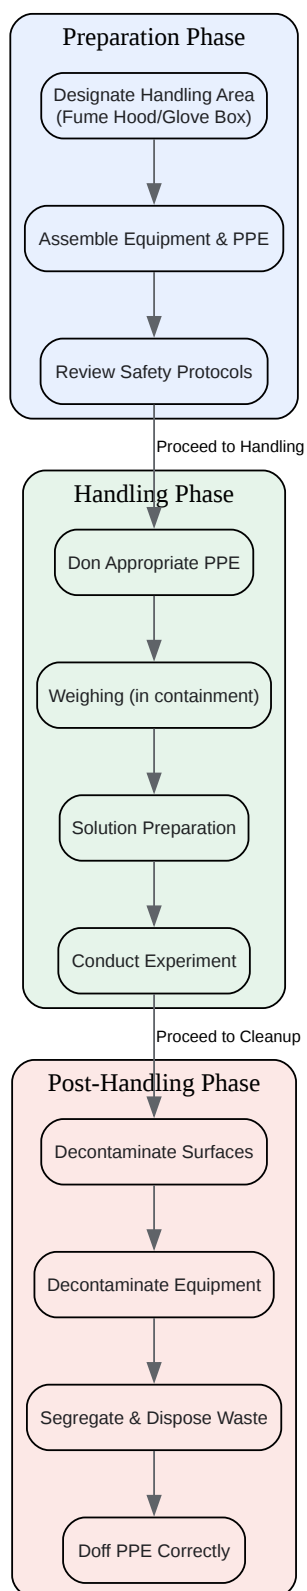 Preparation Phase
Designate Handling Area
(Fume Hood/Glove Box)
Assemble Equipment & PPE
Review Safety Protocols
Proceed to Handling
Handling Phase
Don Appropriate PPE
Weighing (in containment)
Solution Preparation
Conduct Experiment
Proceed to Cleanup
Post-Handling Phase
Decontaminate Surfaces
Decontaminate Equipment
Segregate & Dispose Waste
Doff PPE Correctly